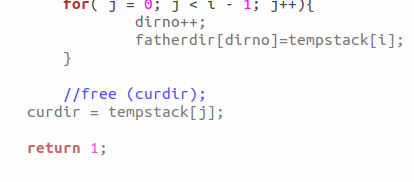 for( j = 0; j < i - 1; j++){
dirno++;
fatherdir[dirno]=tempstack[i];
}
//free (curdir);
curdir = tempstack[j];
return 1;